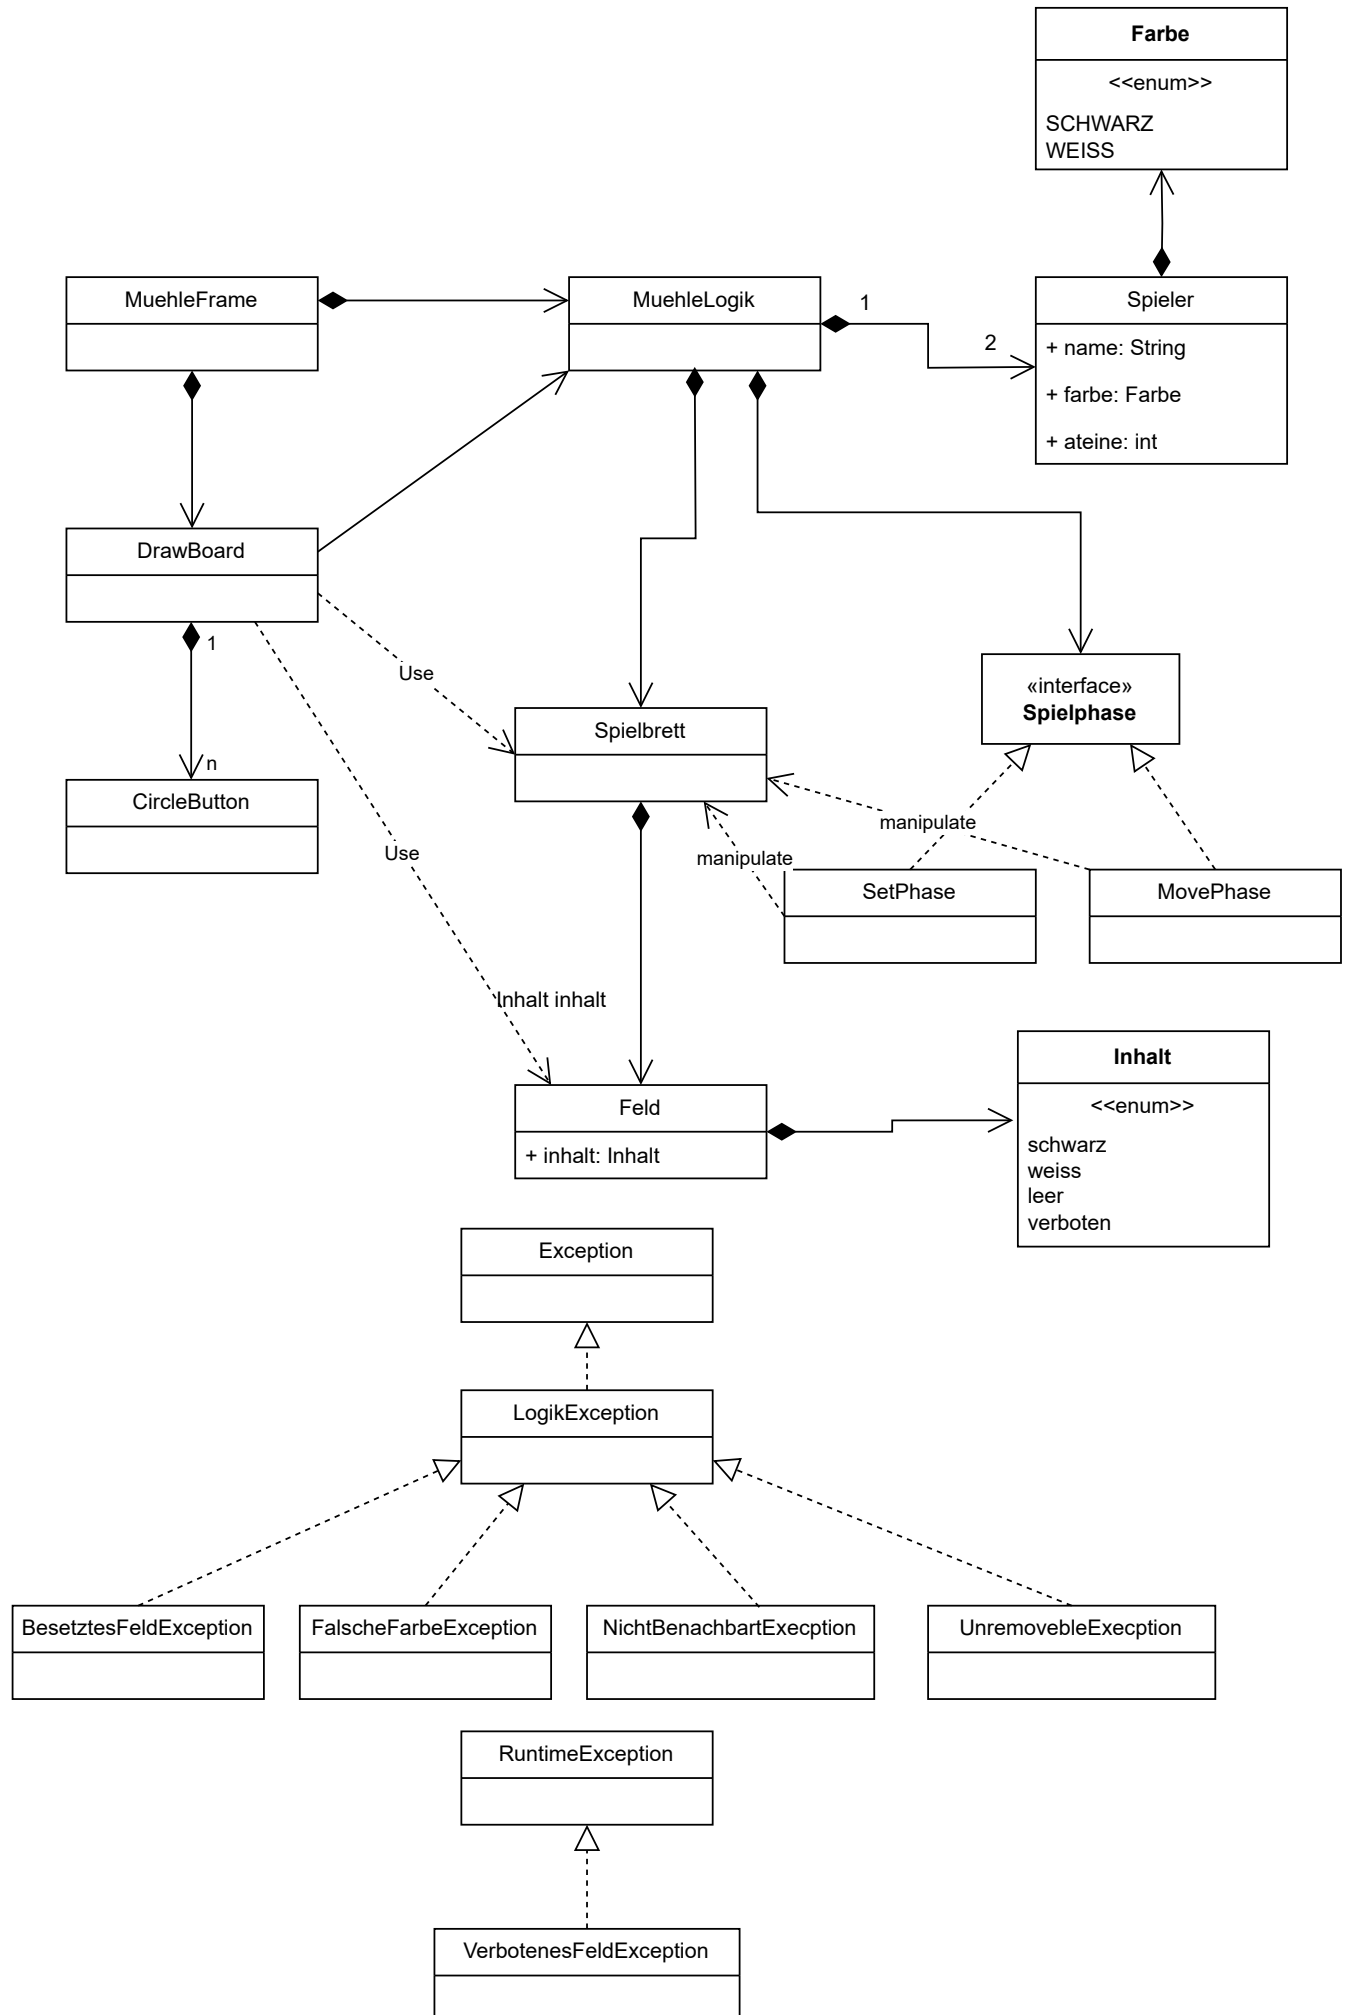 Farbe
<<enum>>
SCHWARZ
WEISS
MuehleFrame
MuehleLogik
1
2
Spieler
+ name: String
+ farbe: Farbe
+ ateine: int
DrawBoard
1
n
Use
CircleButton
Use
Spielbrett
«interface»
Spielphase
manipulate
manipulate
SetPhase
MovePhase
Inhalt inhalt
Feld
+ inhalt: Inhalt
Inhalt
<<enum>>
schwarz
weiss
leer
verboten
Exception
LogikException
BesetztesFeldException
FalscheFarbeException
NichtBenachbartExecption
UnremovebleExecption
RuntimeException
VerbotenesFeldException